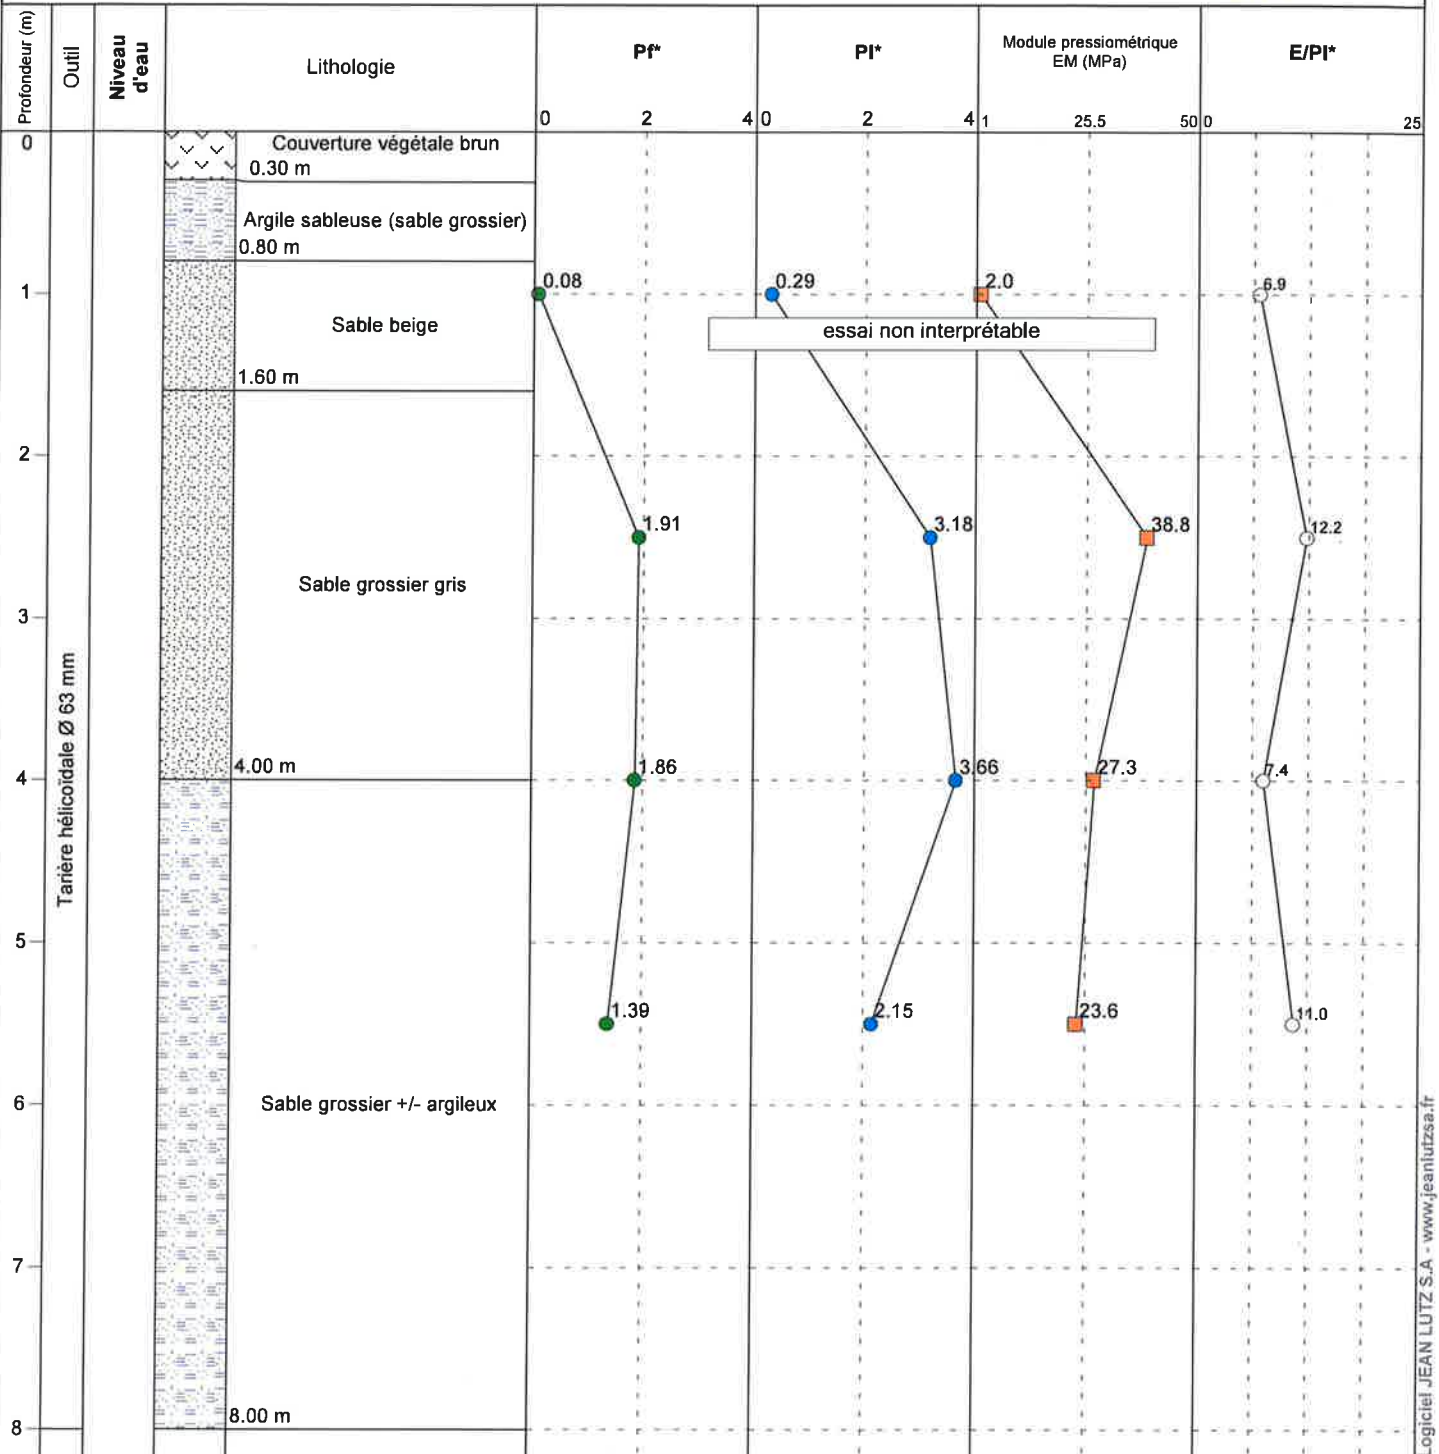 Profondeur (m)
Outil
Niveau
d'eau
Lithologie
Pf*
Pl*
Module pressiométrique
EM (MPa)
E/Pl*
0 2 4 0 2 4 1 25.5 50 0 25
0
Couverture végétale brun
0.30 m
Argile sableuse (sable grossier)
0.80 m
1
0.08 0.29 2.0 6.9
Sable beige
essai non interprétable
1.60 m
2
1.91 3.18 38.8 12.2
Sable grossier gris
3
Tarière hélicoïdale Ø 63 mm
4.00 m
4
1.86 3.66 27.3 7.4
5
1.39 2.15 23.6 11.0
6
Sable grossier +/- argileux
7
8.00 m
8
Logiciel JEAN LUTZ S.A - www.jeanlutzsa.fr